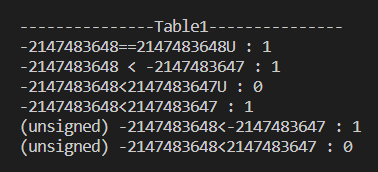 ---------------Table1---------------
-2147483648==2147483648U : 1
-2147483648 < -2147483647 : 1
-2147483648<2147483647U : 0
-2147483648<2147483647 : 1
(unsigned) -2147483648<-2147483647 : 1
(unsigned) -2147483648<2147483647 : 0